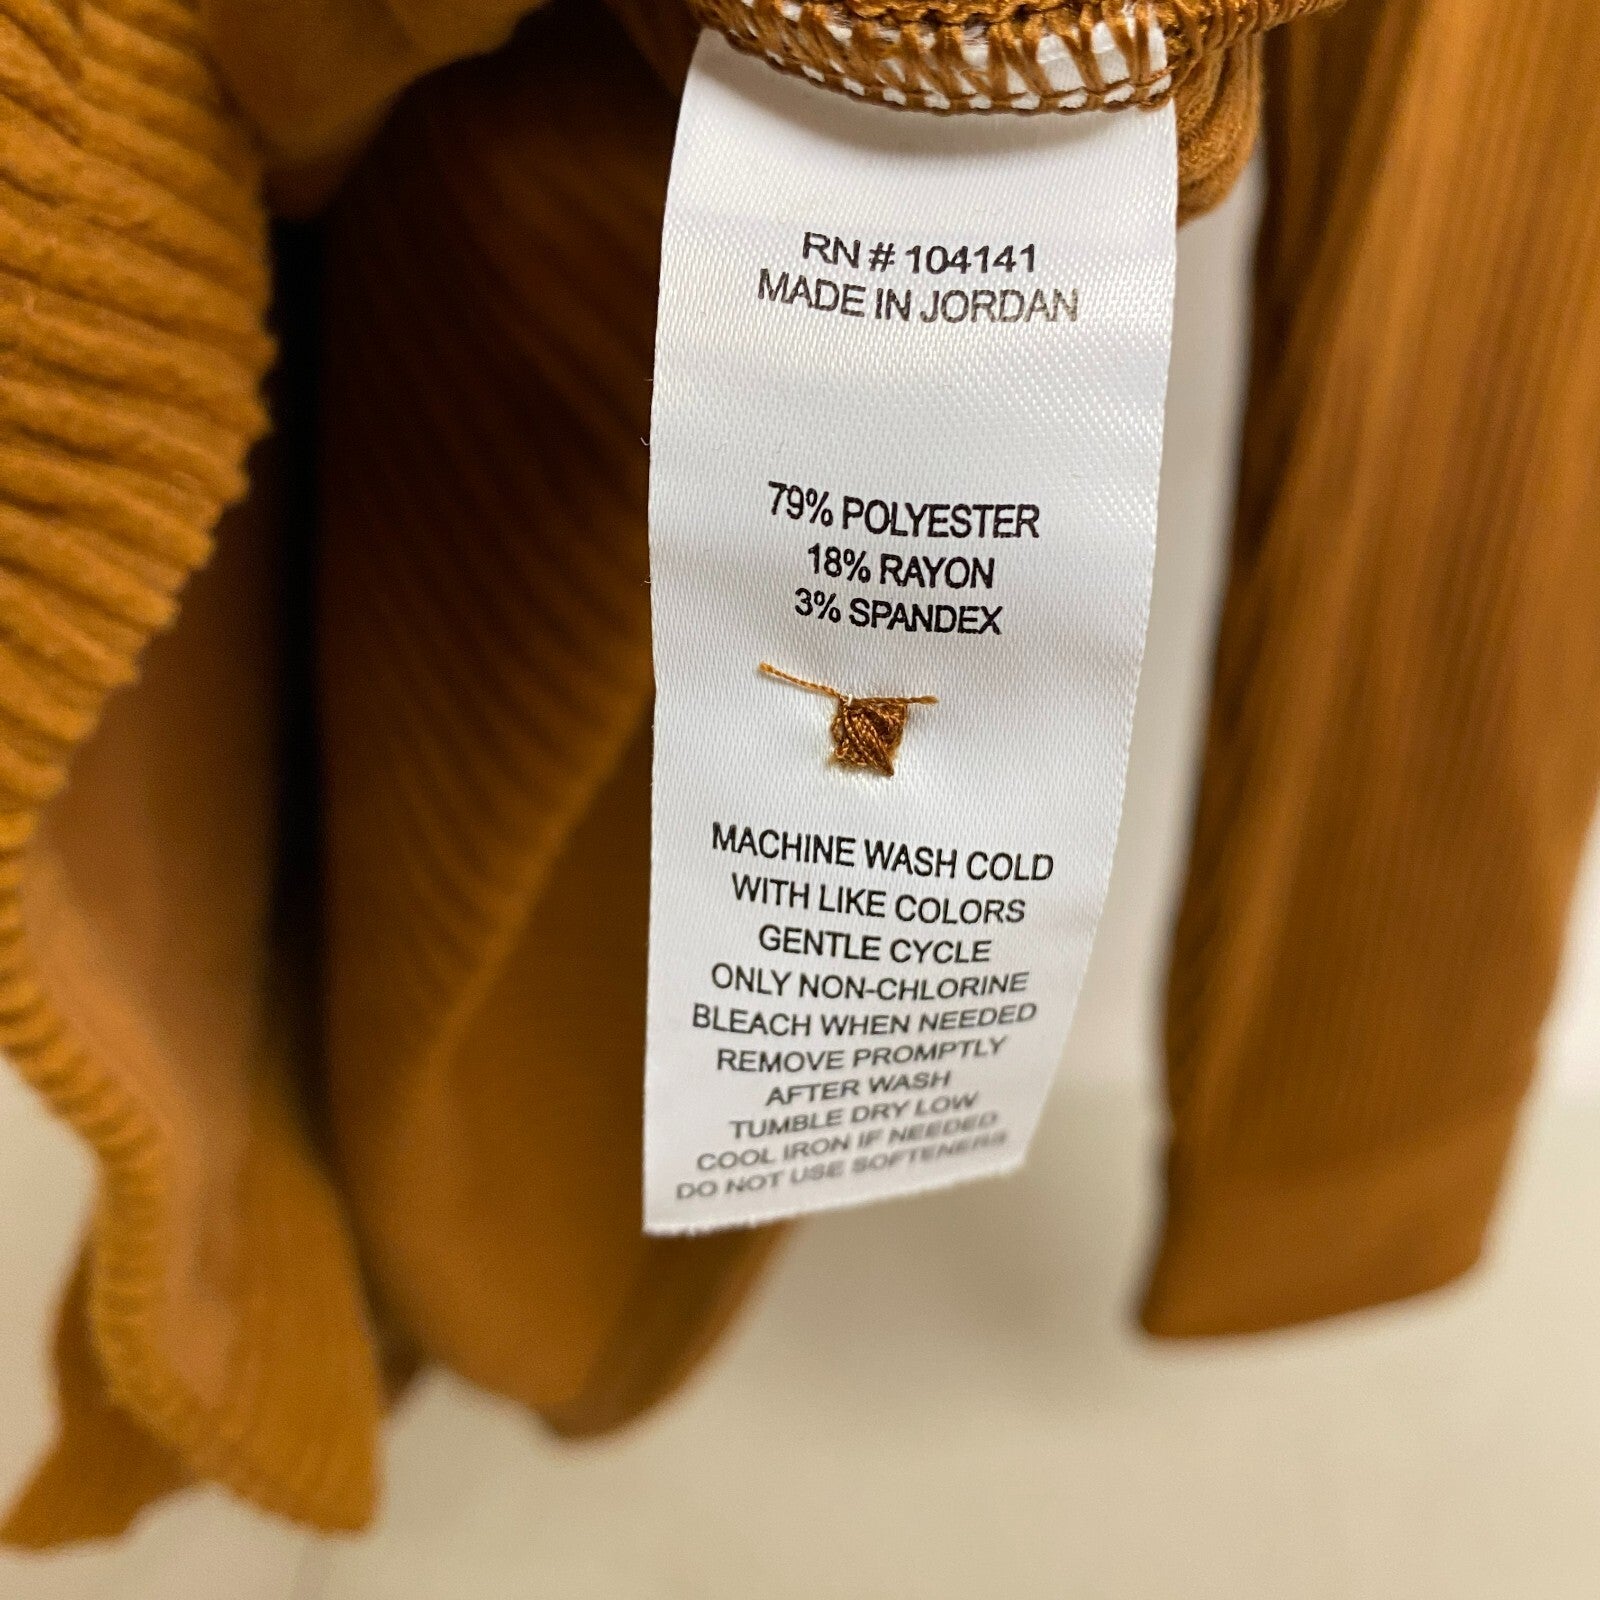 RN # 104141
MADE IN JORDAN
79% POLYESTER
18% RAYON
3% SPANDEX
MACHINE WASH COLD
WITH LIKE COLORS
GENTLE CYCLE
ONLY NON-CHLORINE
BLEACH WHEN NEEDED
REMOVE PROMPTLY
AFTER WASH
TUMBLE DRY LOW
COOL IRON IF NEEDED
DO NOT USE SOFTENERS